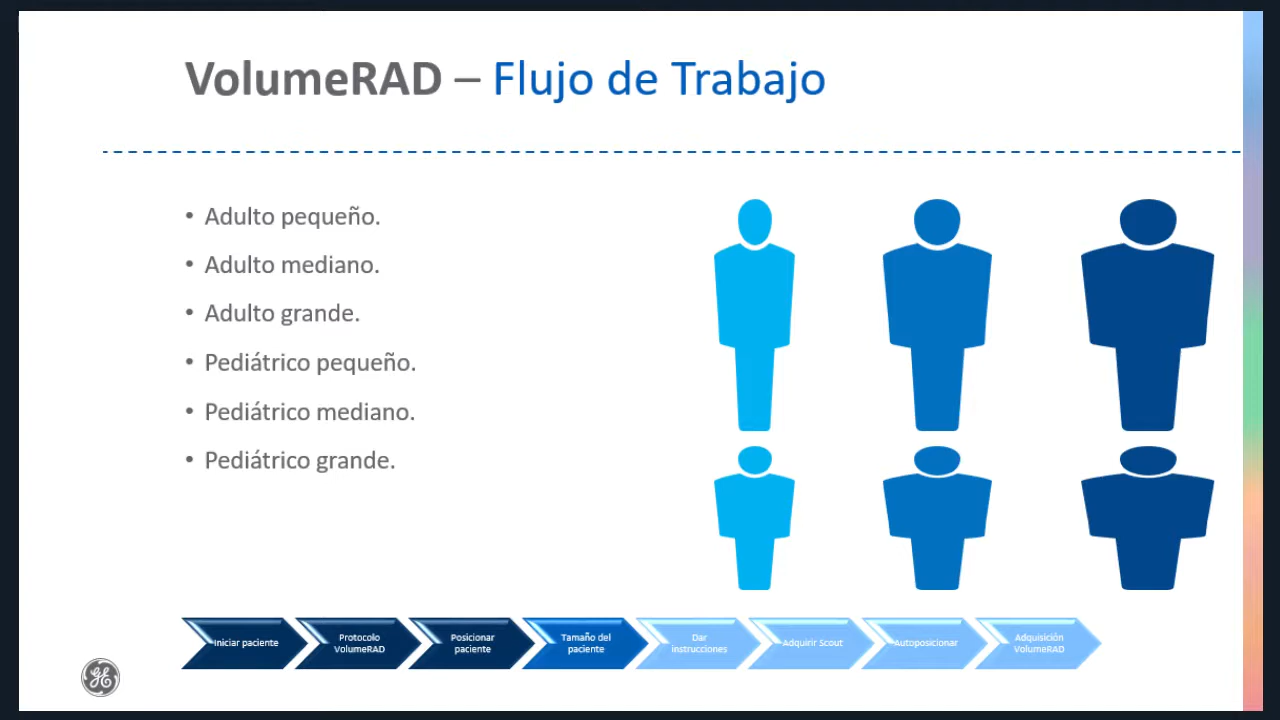 VolumeRAD – Flujo de Trabajo
• Adulto pequeño.
• Adulto mediano.
• Adulto grande.
• Pediátrico pequeño.
• Pediátrico mediano.
• Pediátrico grande.
Iniciar paciente
Protocolo
VolumeRAD
Posicionar
paciente
Tamaño del
paciente
Dar
instrucciones
Adquirir Scout
Autoposicionar
Adquisición
VolumeRAD
GE